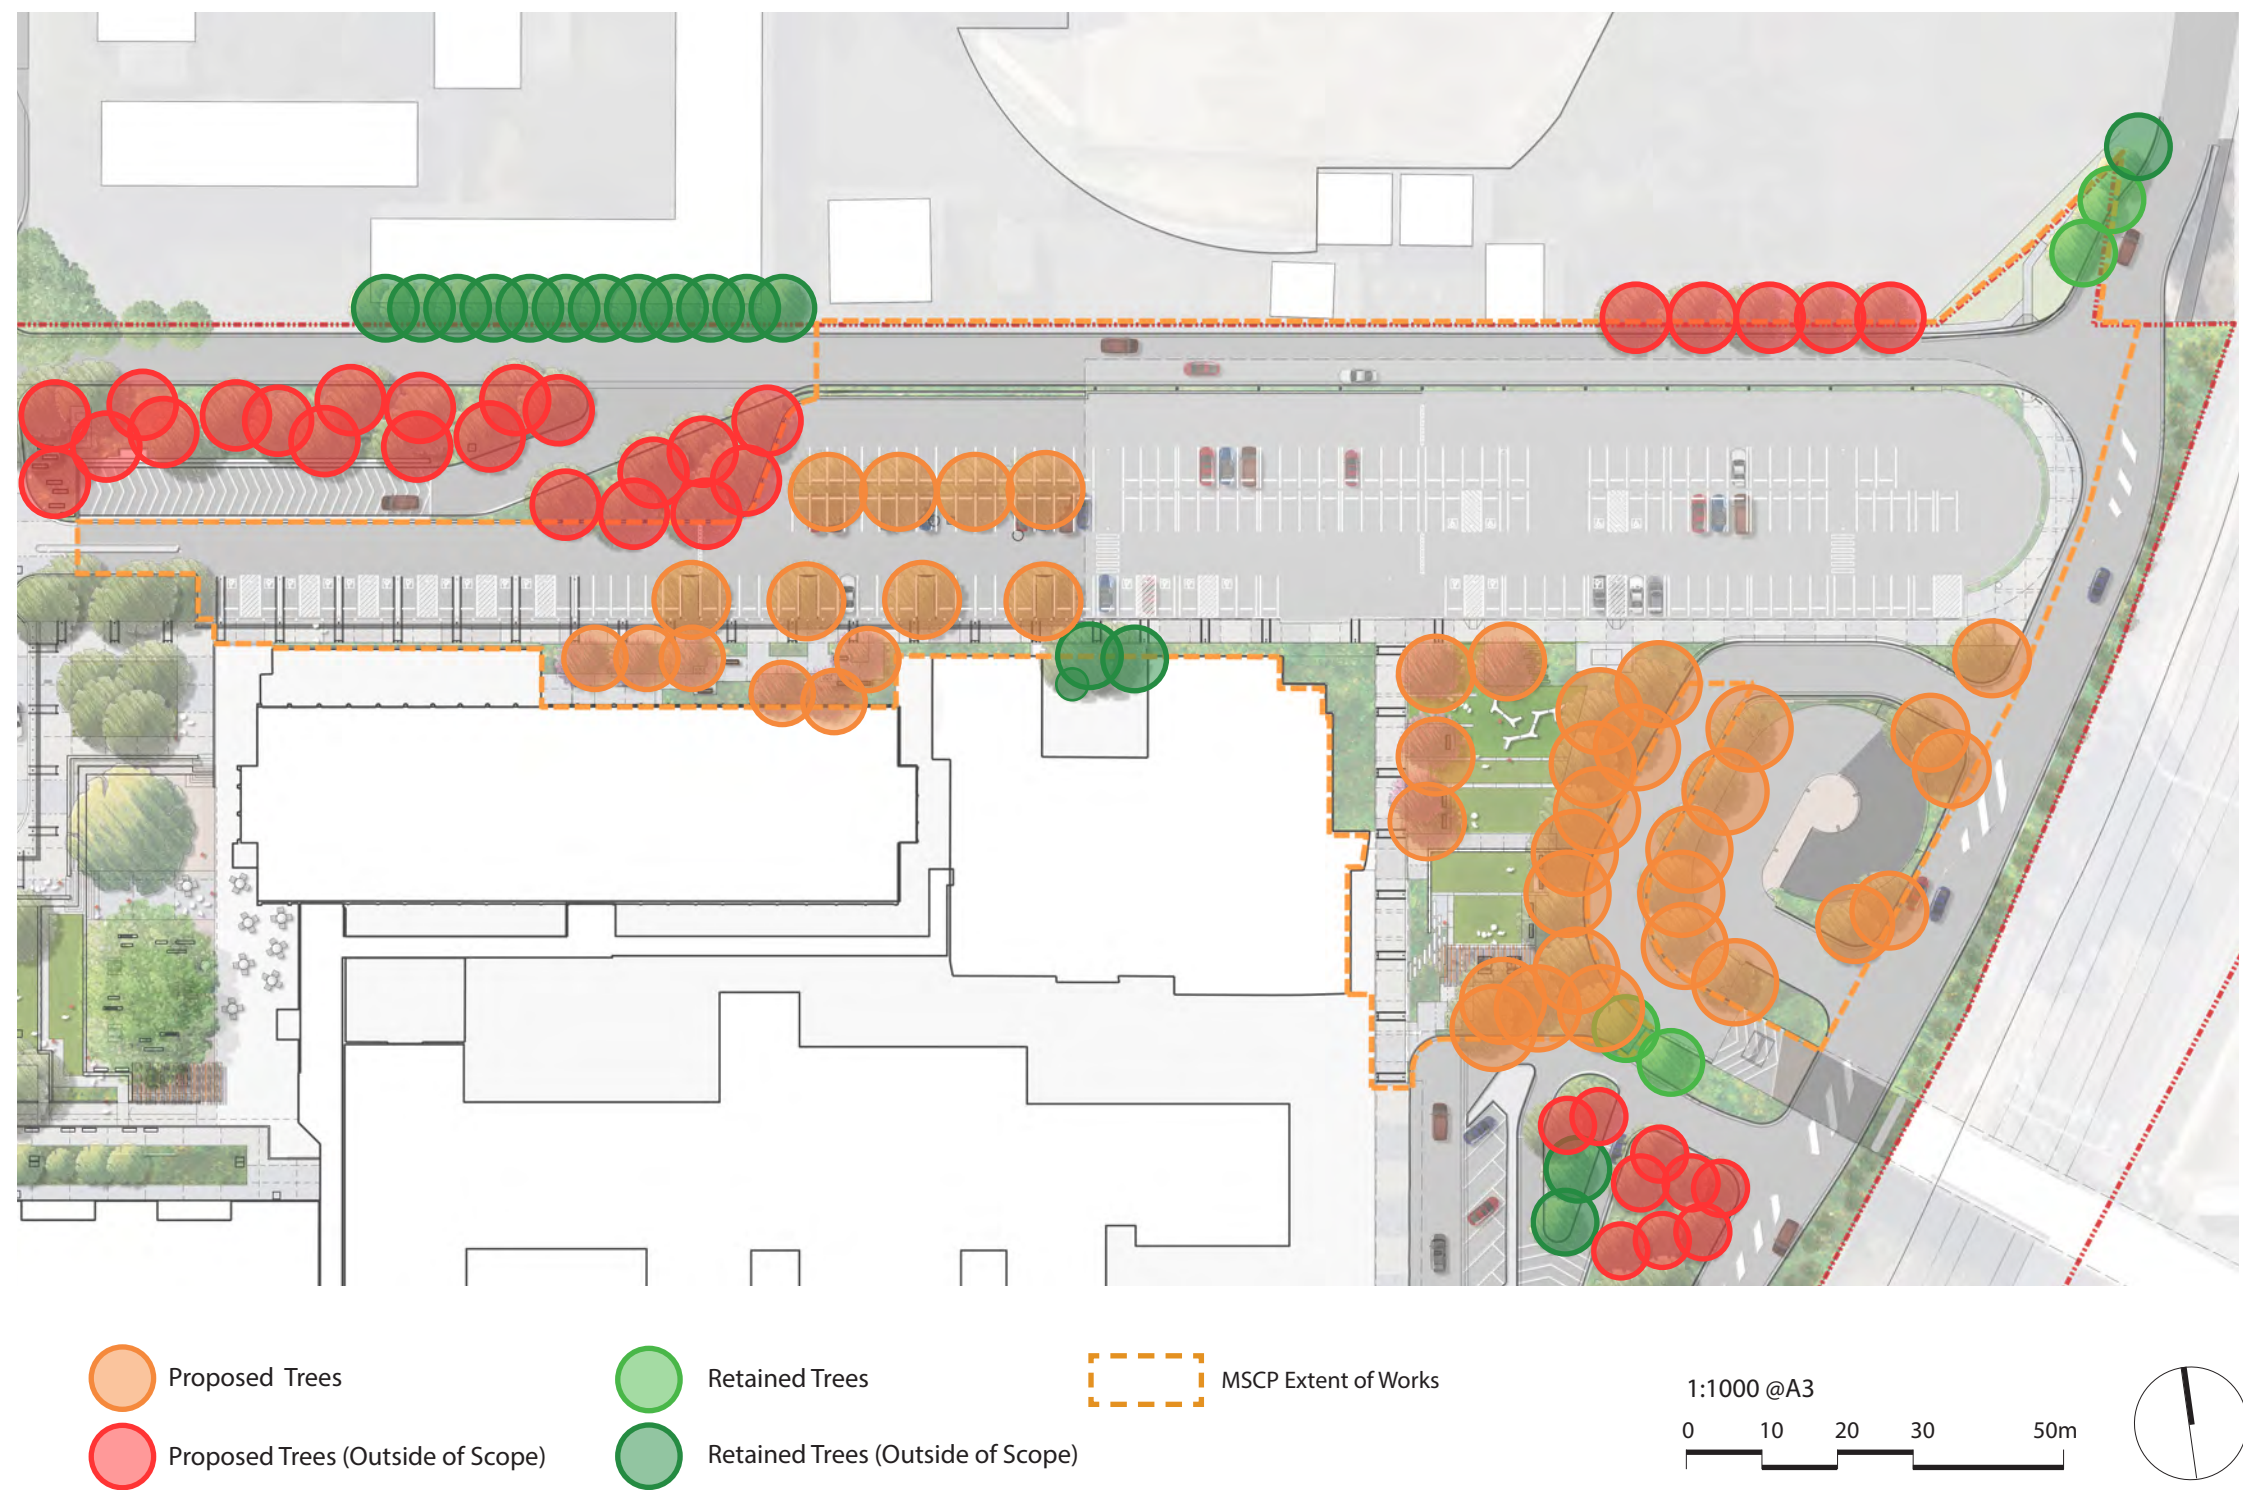 Proposed Trees
Retained Trees
MSCP Extent of Works
Proposed Trees (Outside of Scope)
Retained Trees (Outside of Scope)
1:1000 @A3
0 10 20 30 50m